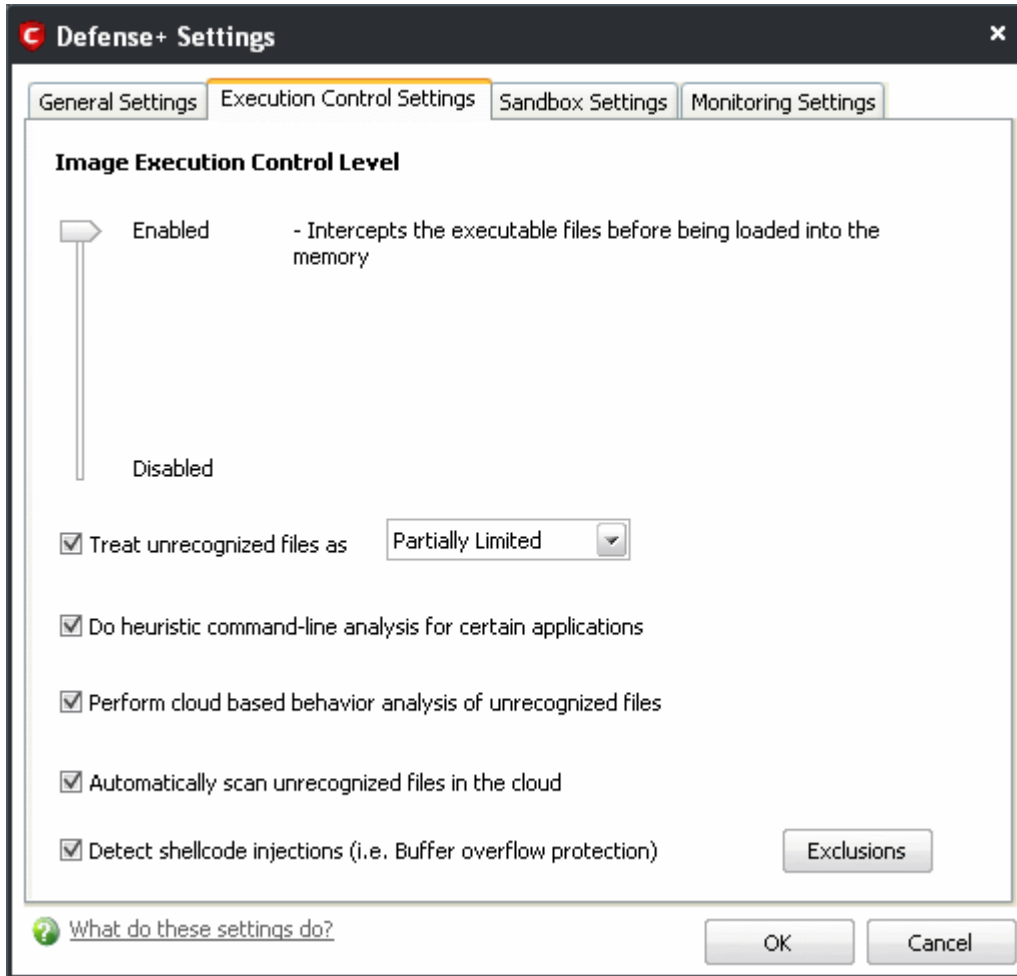 Defense+ Settings
General Settings
Execution Control Settings
Sandbox Settings
Monitoring Settings
Image Execution Control Level
Enabled
- Intercepts the executable files before being loaded into the
memory
Disabled
Treat unrecognized files as
Partially Limited
Do heuristic command-line analysis for certain applications
Perform cloud based behavior analysis of unrecognized files
Automatically scan unrecognized files in the cloud
Detect shellcode injections (i.e. Buffer overflow protection)
Exclusions
What do these settings do?
OK
Cancel